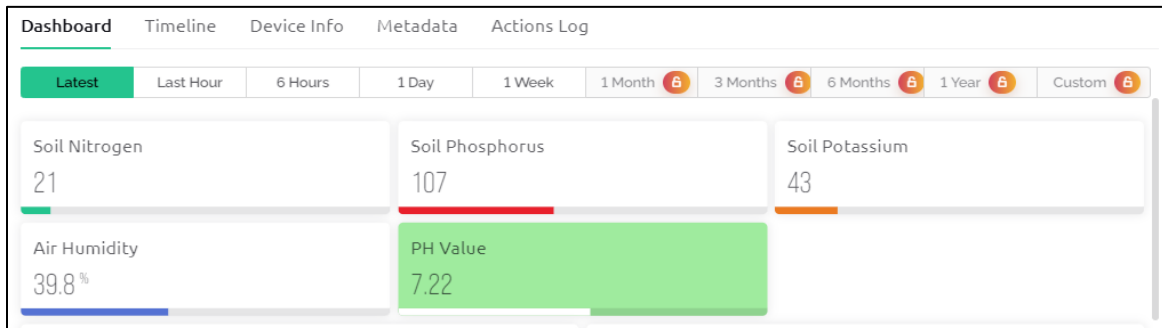 Dashboard Timeline Device Info Metadata Actions Log
Latest Last Hour 6 Hours 1 Day 1 Week 1 Month 3 Months 6 Months 1 Year Custom
Soil Nitrogen Soil Phosphorus Soil Potassium
21 107 43
Air Humidity PH Value
39.8 % 7.22